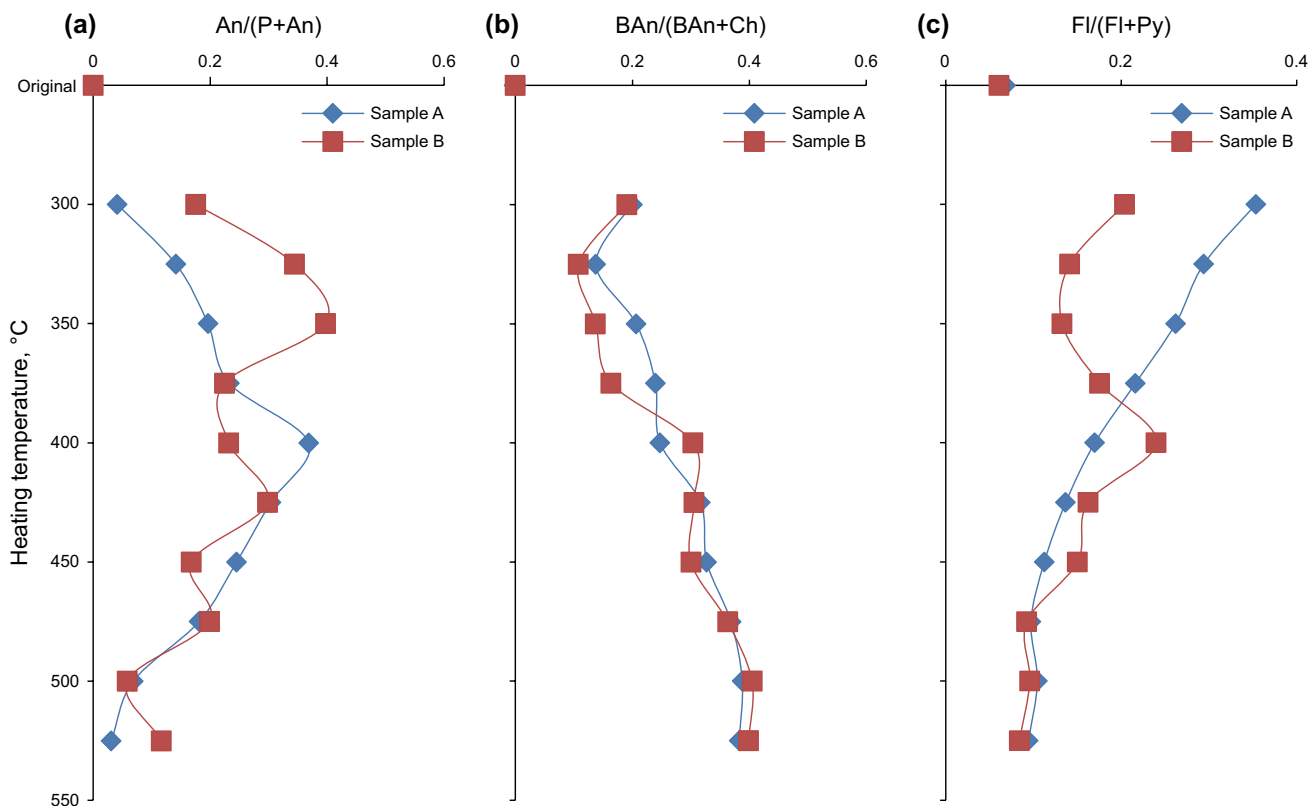 (a) An/(P+An)
0 0.2 0.4 0.6
Original
Sample A
Sample B
300
350
400
450
500
550
Heating temperature, °C
(b) BAn/(BAn+Ch)
0 0.2 0.4 0.6
Sample A
Sample B
(c) Fl/(Fl+Py)
0 0.2 0.4
Sample A
Sample B